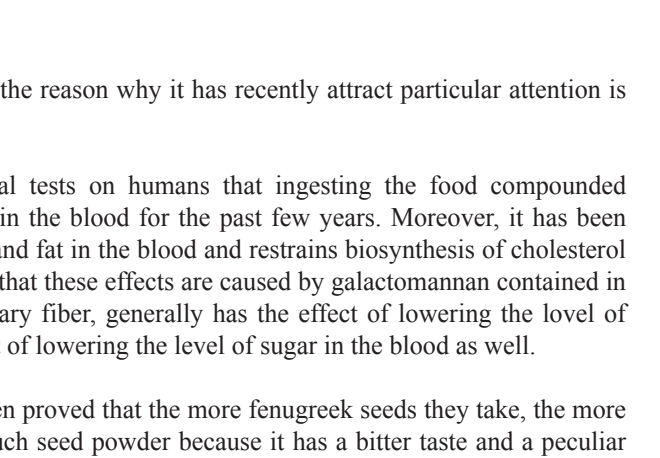 the reason why it has recently attract particular attention is
al tests on humans that ingesting the food compounded
in the blood for the past few years. Moreover, it has been
and fat in the blood and restrains biosynthesis of cholesterol
that these effects are caused by galactomannan contained in
ary fiber, generally has the effect of lowering the lovel of
of lowering the level of sugar in the blood as well.
en proved that the more fenugreek seeds they take, the more
uch seed powder because it has a bitter taste and a peculiar